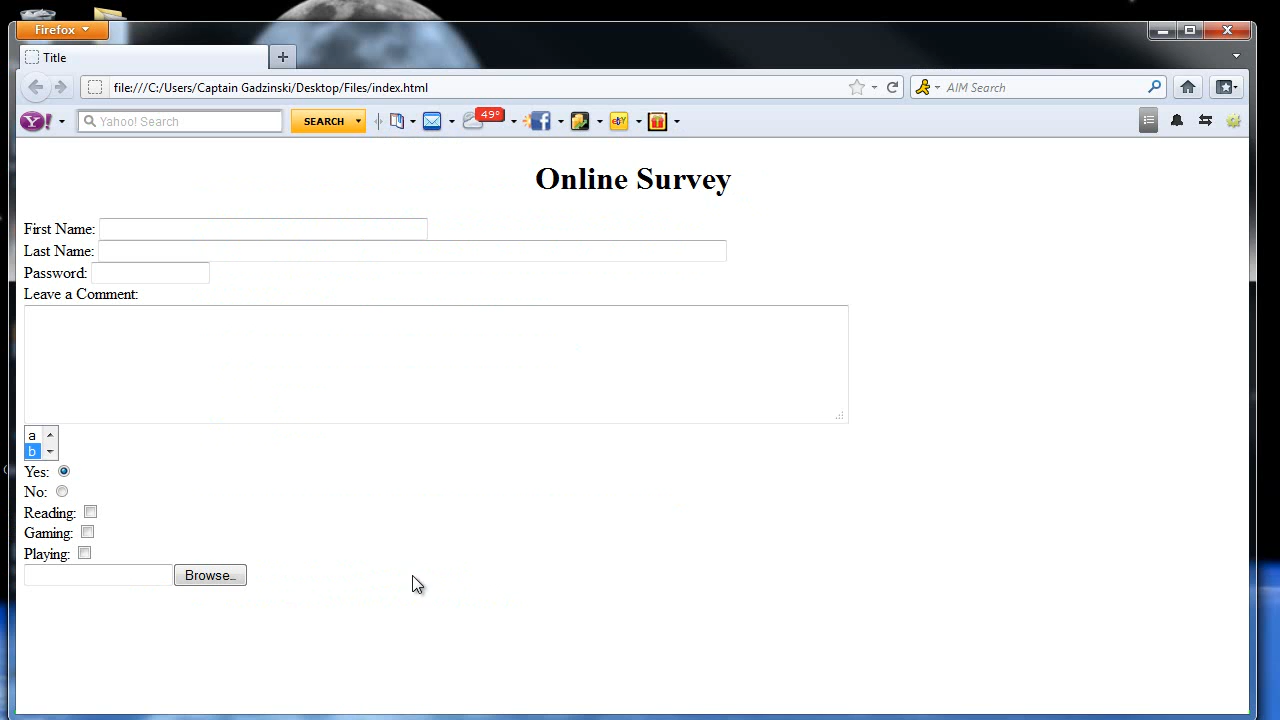 Firefox
Title
file:///C:/Users/Captain Gadzinski/Desktop/Files/index.html
AIM Search
Y!
Yahoo! Search
SEARCH
49°
Online Survey
First Name:
Last Name:
Password:
Leave a Comment:
a
b
Yes:
No:
Reading:
Gaming:
Playing:
Browse...